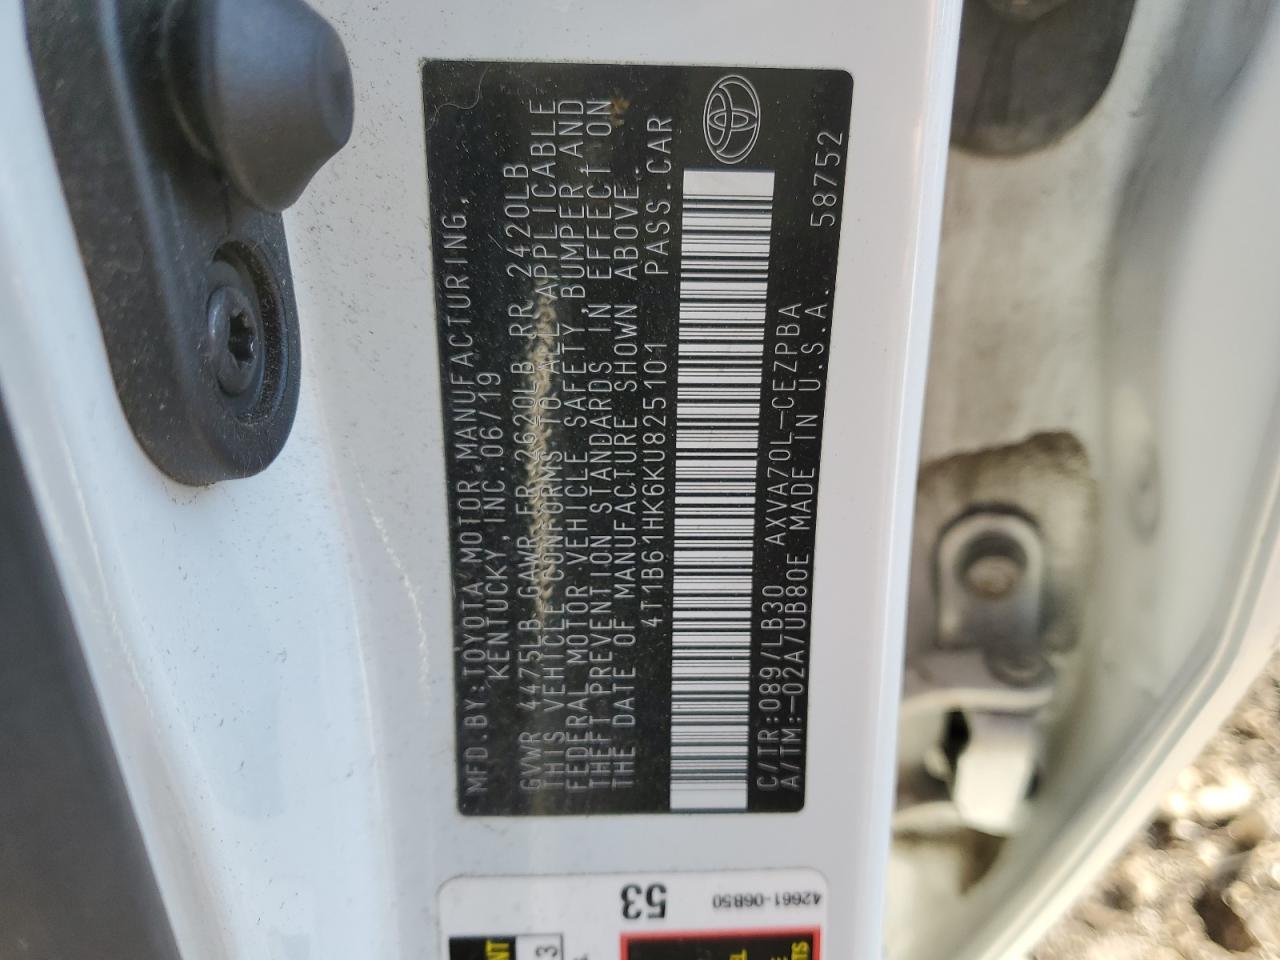 MFD.BY:TOYOTA MOTOR MANUFACTURING,
KENTUCKY,INC.06/19
GVWR 4475LB GAWR FR 2620LB RR 2420LB
THIS VEHICLE CONFORMS TO ALL APPLICABLE
FEDERAL MOTOR VEHICLE SAFETY,BUMPER,AND
THEFT PREVENTION STANDARDS IN EFFECT ON
THE DATE OF MANUFACTURE SHOWN ABOVE.
4T1B61HK6KU825101 PASS.CAR
C/TR:089/LB30 AXVA70L-CEZPBA
A/TM:-02A/UB80E MADE IN U.S.A. 58752
53
42661-06B50